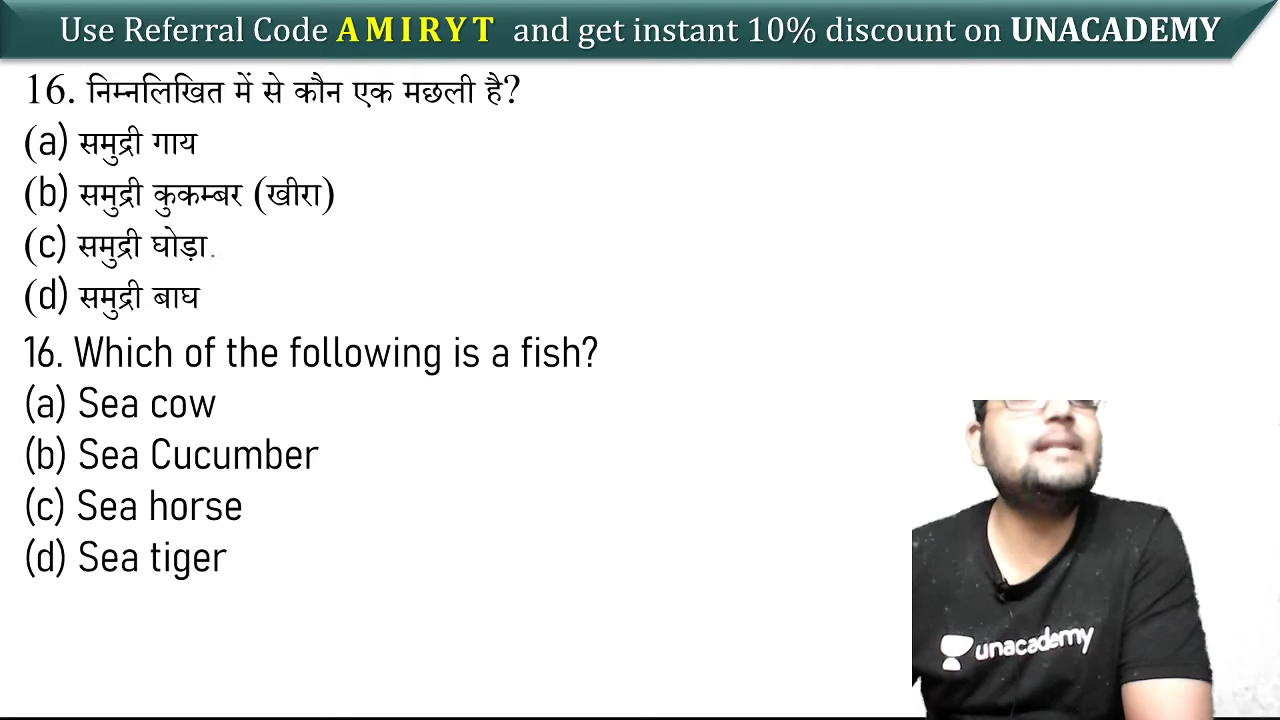 Use Referral Code A M I R Y T and get instant 10% discount on UNACADEMY
16. निम्नलिखित में से कौन एक मछली है?
(a) समुद्री गाय
(b) समुद्री कुकम्बर (खीरा)
(c) समुद्री घोड़ा
(d) समुद्री बाघ
16. Which of the following is a fish?
(a) Sea cow
(b) Sea Cucumber
(c) Sea horse
(d) Sea tiger
unacademy